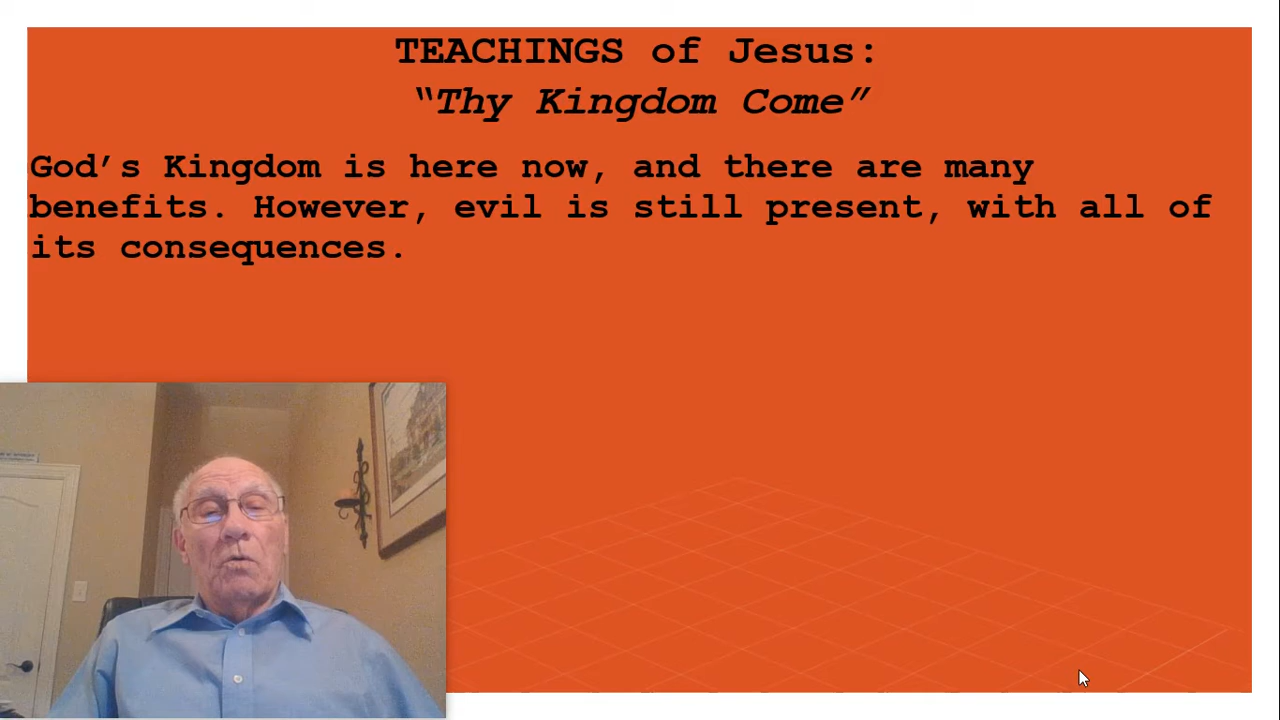 TEACHINGS of Jesus:
“Thy Kingdom Come”
God’s Kingdom is here now, and there are many
benefits. However, evil is still present, with all of
its consequences.